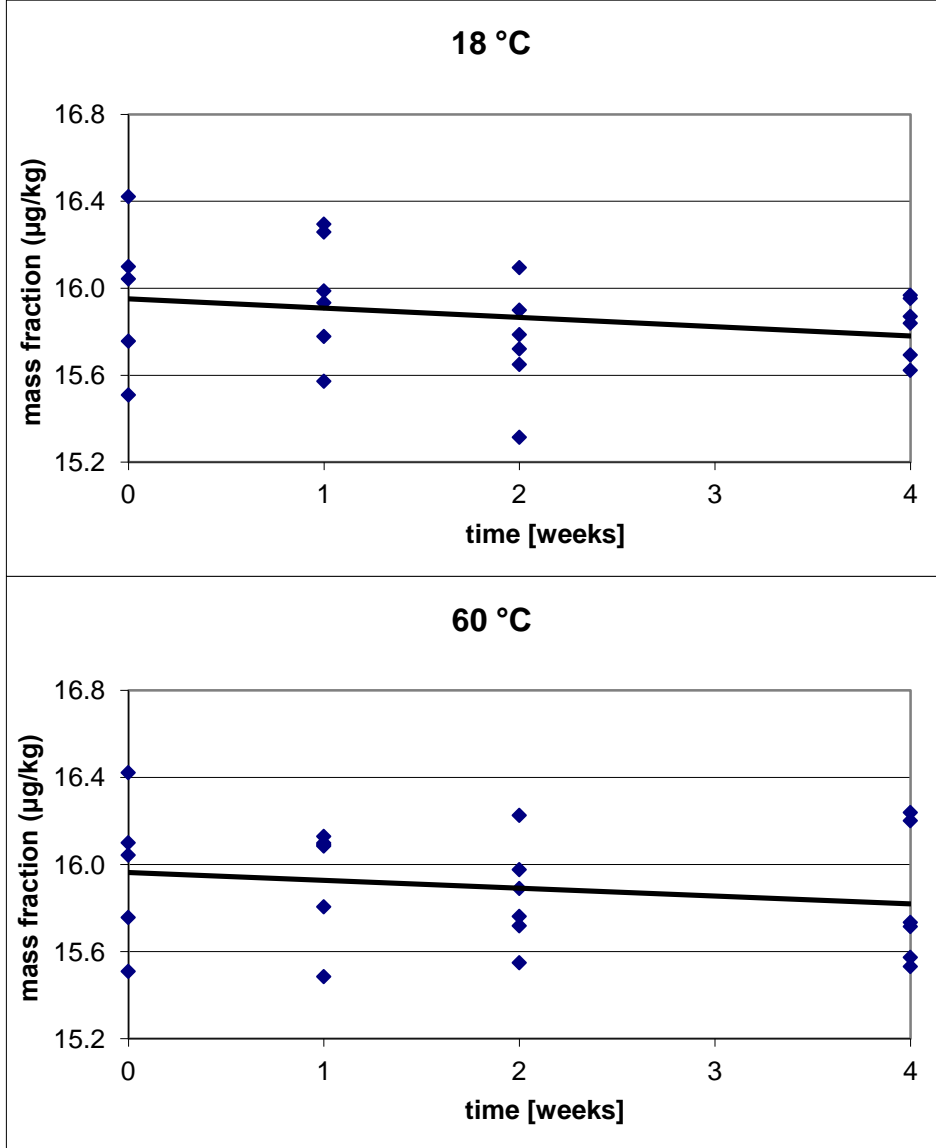 18 °C
16.8
16.4
16.0
15.6
15.2
mass fraction (µg/kg)
0 1 2 3 4
time [weeks]
60 °C
16.8
16.4
16.0
15.6
15.2
mass fraction (µg/kg)
0 1 2 3 4
time [weeks]